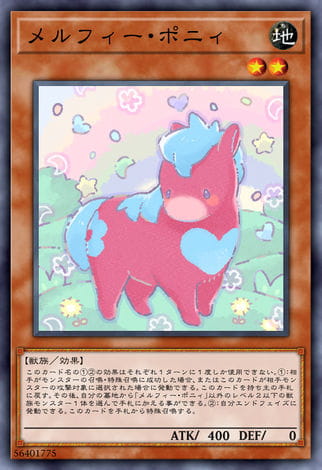 メルフィー・ポニィ
地
【獣族／効果】
このカード名の①②の効果はそれぞれ１ターンに１度しか使用できない。①：相
手がモンスターの召喚・特殊召喚に成功した場合、またはこのカードが相手モンス
ターの攻撃対象に選択された場合に発動できる。このカードを持ち主の手札
に戻す。その後、自分の墓地から「メルフィー・ポニィ」以外のレベル２以下の獣
族モンスター１体を選んで手札に加える事ができる。②：自分エンドフェイズに
発動できる。このカードを手札から特殊召喚する。
ATK/ 400 DEF/ 0
56401775